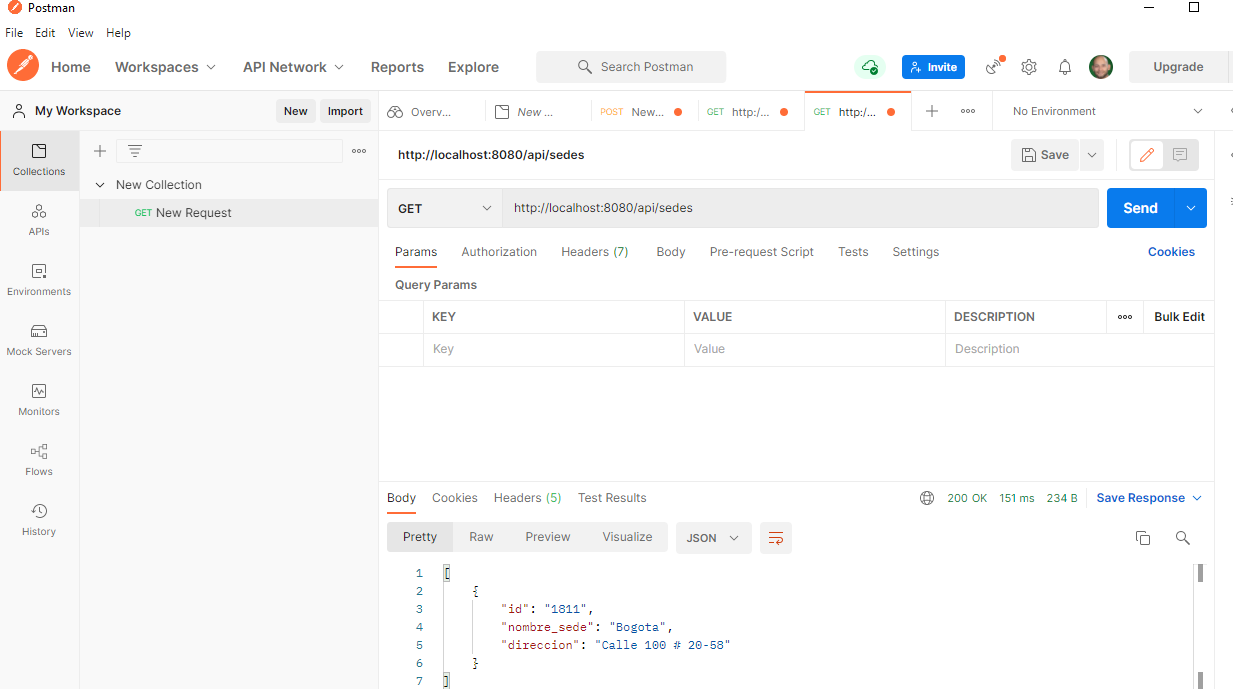 Postman
File Edit View Help
Home Workspaces API Network Reports Explore Search Postman Invite Upgrade
My Workspace New Import Overv... New ... POST New... GET http:/... GET http:/... No Environment
Collections
APIs
Environments
Mock Servers
Monitors
Flows
History
New Collection
GET New Request
http://localhost:8080/api/sedes Save
GET http://localhost:8080/api/sedes Send
Params Authorization Headers (7) Body Pre-request Script Tests Settings Cookies
Query Params
KEY VALUE DESCRIPTION Bulk Edit
Key Value Description
Body Cookies Headers (5) Test Results 200 OK 151 ms 234 B Save Response
Pretty Raw Preview Visualize JSON
1 [
2 {
3 "id": "1811",
4 "nombre_sede": "Bogota",
5 "direccion": "Calle 100 # 20-58"
6 }
7 ]